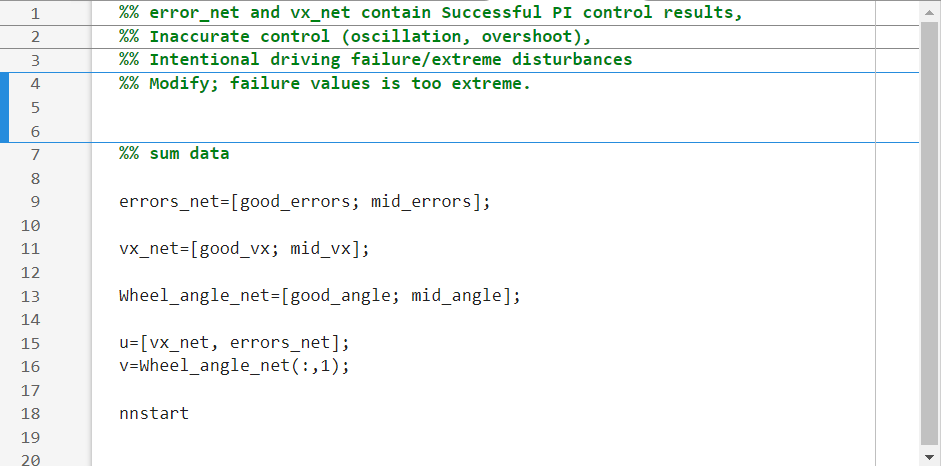 1 %% error_net and vx_net contain Successful PI control results,
2 %% Inaccurate control (oscillation, overshoot),
3 %% Intentional driving failure/extreme disturbances
4 %% Modify; failure values is too extreme.
5
6
7 %% sum data
8
9 errors_net=[good_errors; mid_errors];
10
11 vx_net=[good_vx; mid_vx];
12
13 Wheel_angle_net=[good_angle; mid_angle];
14
15 u=[vx_net, errors_net];
16 v=Wheel_angle_net(:,1);
17
18 nnstart
19
20